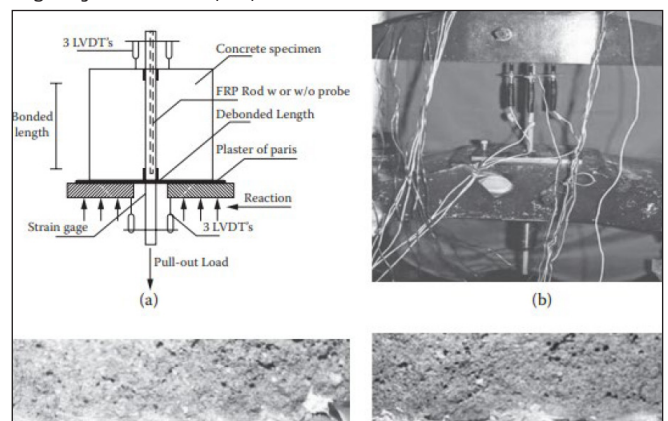 3 LVDT's
Concrete specimen
FRP Rod w or w/o probe
Bonded
length
Debonded Length
Plaster of paris
Reaction
Strain gage
3 LVDT's
Pull-out Load
(a)
(b)